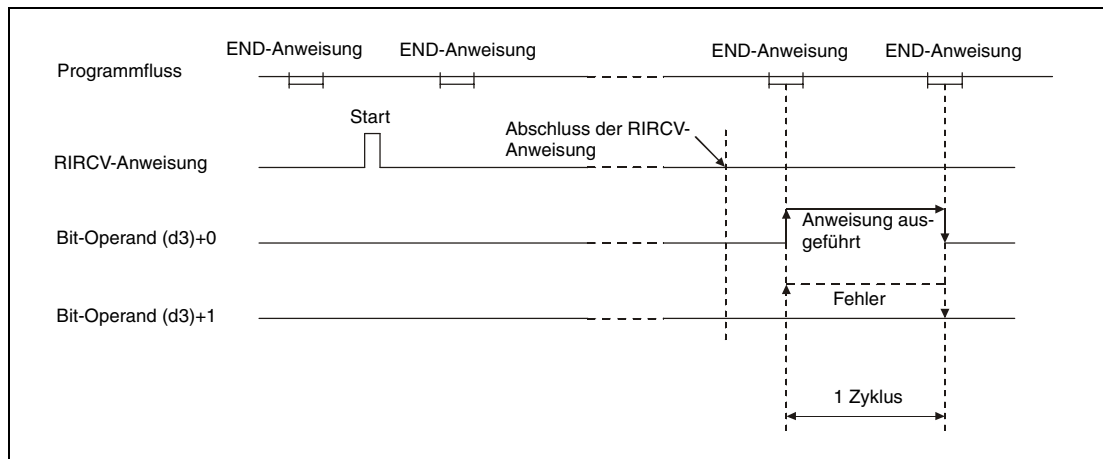 END-Anweisung
END-Anweisung
END-Anweisung
END-Anweisung
Programmfluss
Start
Abschluss der RIRCV-
Anweisung
RIRCV-Anweisung
Bit-Operand (d3)+0
Anweisung aus-
geführt
Fehler
Bit-Operand (d3)+1
1 Zyklus